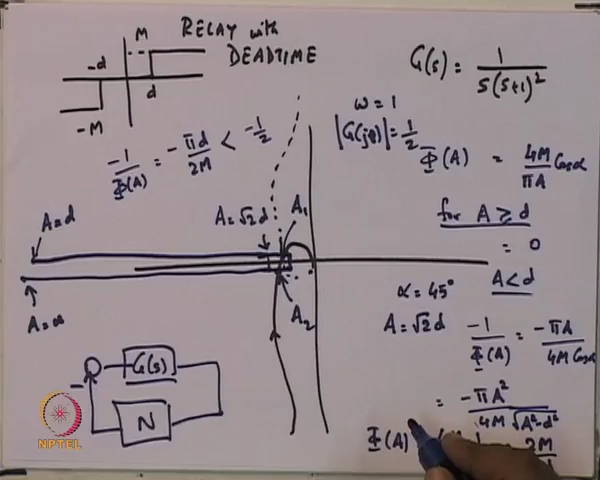 RELAY with
DEADTIME
M
-d
d
-M
G(s) = 1 / s(s+1)²
ω = 1
|G(jφ)| = 1/2
-1/Φ(A) = -πd/2M < -1/2
Φ(A) = 4M/πA Cosα
for A ≥ d
= 0
A < d
A = d
A = √2 d
A₁
A = ∞
A₂
α = 45°
A = √2 d
-1/Φ(A) = -πA/4M Cosα
= -πA²/4M √A²-d²
G(s)
N
-
Φ(A)
2M
NPTEL